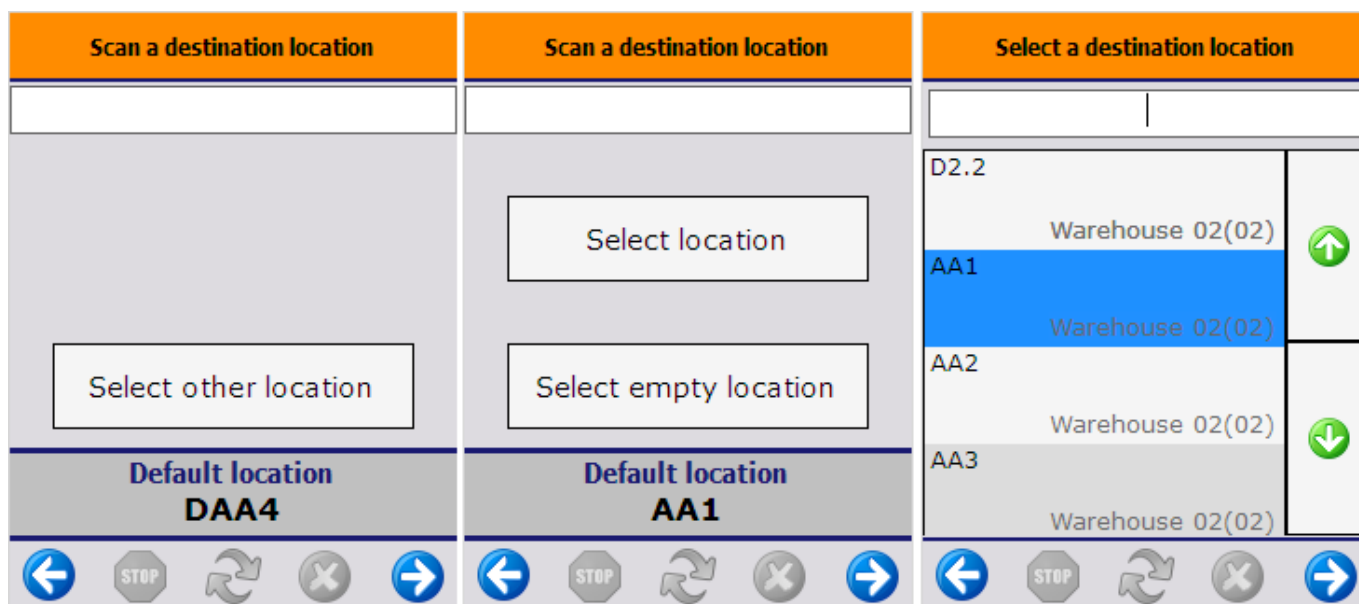 Scan a destination location
Select other location
Default location
DAA4
STOP
Scan a destination location
Select location
Select empty location
Default location
AA1
STOP
Select a destination location
D2.2
Warehouse 02(02)
AA1
Warehouse 02(02)
AA2
Warehouse 02(02)
AA3
Warehouse 02(02)
STOP